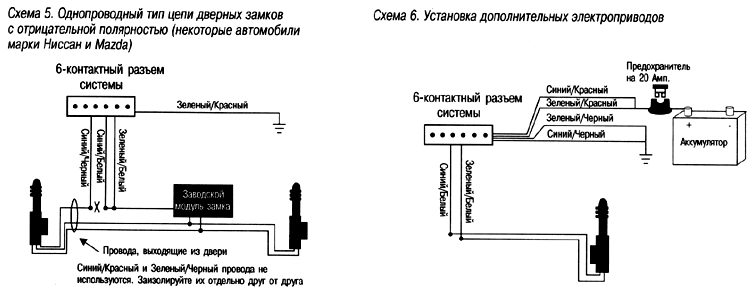 Схема 5. Однопроводный тип цепи дверных замков
с отрицательной полярностью (некоторые автомобили
марки Ниссан и Mazda)
6-контактный разъем
системы
Зеленый/Красный
Синий/Черный
Синий/Белый
Зеленый/Белый
Заводской
модуль замка
Провода, выходящие из двери
Синий/Красный и Зеленый/Черный провода не
используются. Заизолируйте их отдельно друг от друга
Схема 6. Установка дополнительных электроприводов
Предохранитель
на 20 Амп.
6-контактный разъем
системы
Синий/Красный
Зеленый/Красный
Зеленый/Черный
Синий/Черный
+ -
Аккумулятор
Синий/Белый
Зеленый/Белый